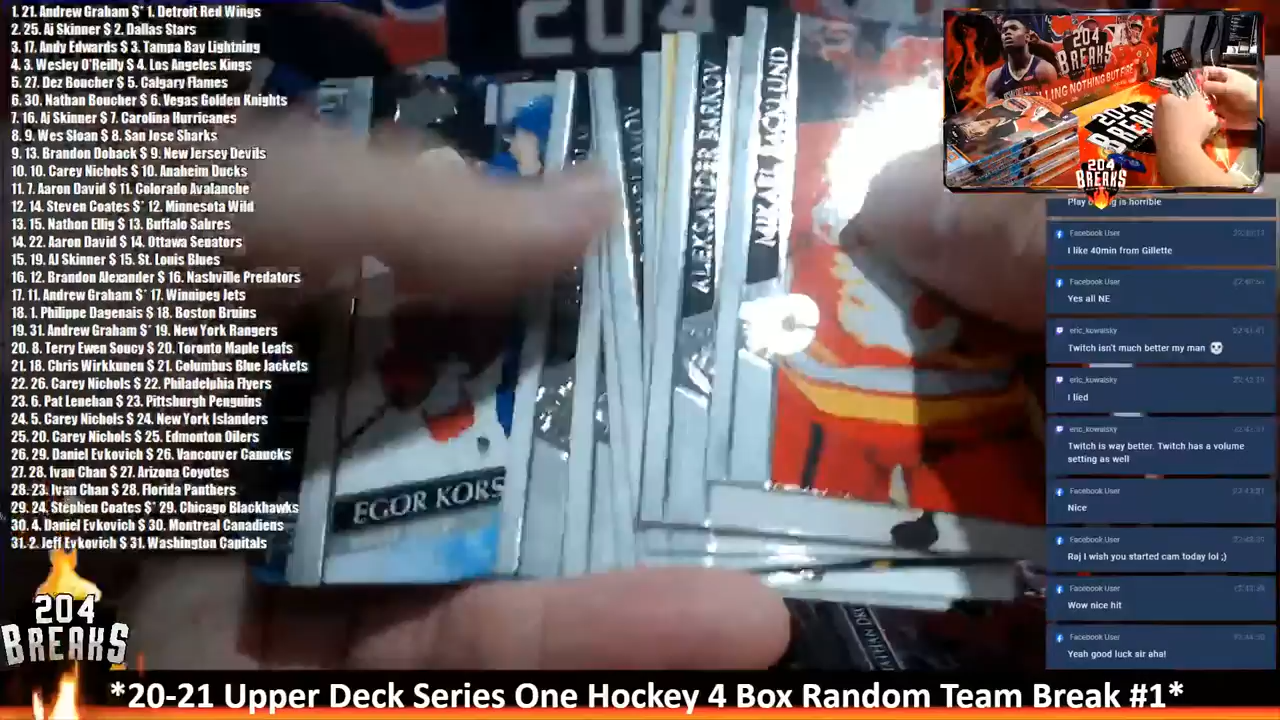 1. 21. Andrew Graham $* 1. Detroit Red Wings
2. 25. Aj Skinner $ 2. Dallas Stars
3. 17. Andy Edwards $ 3. Tampa Bay Lightning
4. 3. Wesley O'Reilly $ 4. Los Angeles Kings
5. 27. Dez Boucher $ 5. Calgary Flames
6. 30. Nathan Boucher $ 6. Vegas Golden Knights
7. 16. Aj Skinner $ 7. Carolina Hurricanes
8. 9. Wes Sloan $ 8. San Jose Sharks
9. 13. Brandon Doback $ 9. New Jersey Devils
10. 10. Carey Nichols $ 10. Anaheim Ducks
11. 7. Aaron David $ 11. Colorado Avalanche
12. 14. Steven Coates $* 12. Minnesota Wild
13. 15. Nathon Ellig $ 13. Buffalo Sabres
14. 22. Aaron David $ 14. Ottawa Senators
15. 19. AJ Skinner $ 15. St. Louis Blues
16. 12. Brandon Alexander $ 16. Nashville Predators
17. 11. Andrew Graham $* 17. Winnipeg Jets
18. 1. Philippe Dagenais $ 18. Boston Bruins
19. 31. Andrew Graham $* 19. New York Rangers
20. 8. Terry Ewen Soucy $ 20. Toronto Maple Leafs
21. 18. Chris Wirkkunen $ 21. Columbus Blue Jackets
22. 26. Carey Nichols $ 22. Philadelphia Flyers
23. 6. Pat Lenehan $ 23. Pittsburgh Penguins
24. 5. Carey Nichols $ 24. New York Islanders
25. 20. Carey Nichols $ 25. Edmonton Oilers
26. 29. Daniel Evkovich $ 26. Vancouver Canucks
27. 28. Ivan Chan $ 27. Arizona Coyotes
28. 23. Ivan Chan $ 28. Florida Panthers
29. 24. Stephen Coates $* 29. Chicago Blackhawks
30. 4. Daniel Evkovich $ 30. Montreal Canadiens
31. 2. Jeff Evkovich $ 31. Washington Capitals
204
BREAKS
204
EGOR KORS
ALEKSANDER BARKOV
MIKAEL BACKLUND
204
BREAKS
LLING NOTHING BUT FIRE
204
204
BREAKS
is horrible
Facebook User
I like 40min from Gillette
Facebook User
Yes all NE
eric_kowalsky
Twitch isn't much better my man 💀
eric_kowalsky
I lied
eric_kowalsky
Twitch is way better. Twitch has a volume
setting as well
Facebook User
Nice
Facebook User
Raj I wish you started cam today lol ;)
Facebook User
Wow nice hit
Facebook User
Yeah good luck sir aha!
*20-21 Upper Deck Series One Hockey 4 Box Random Team Break #1*